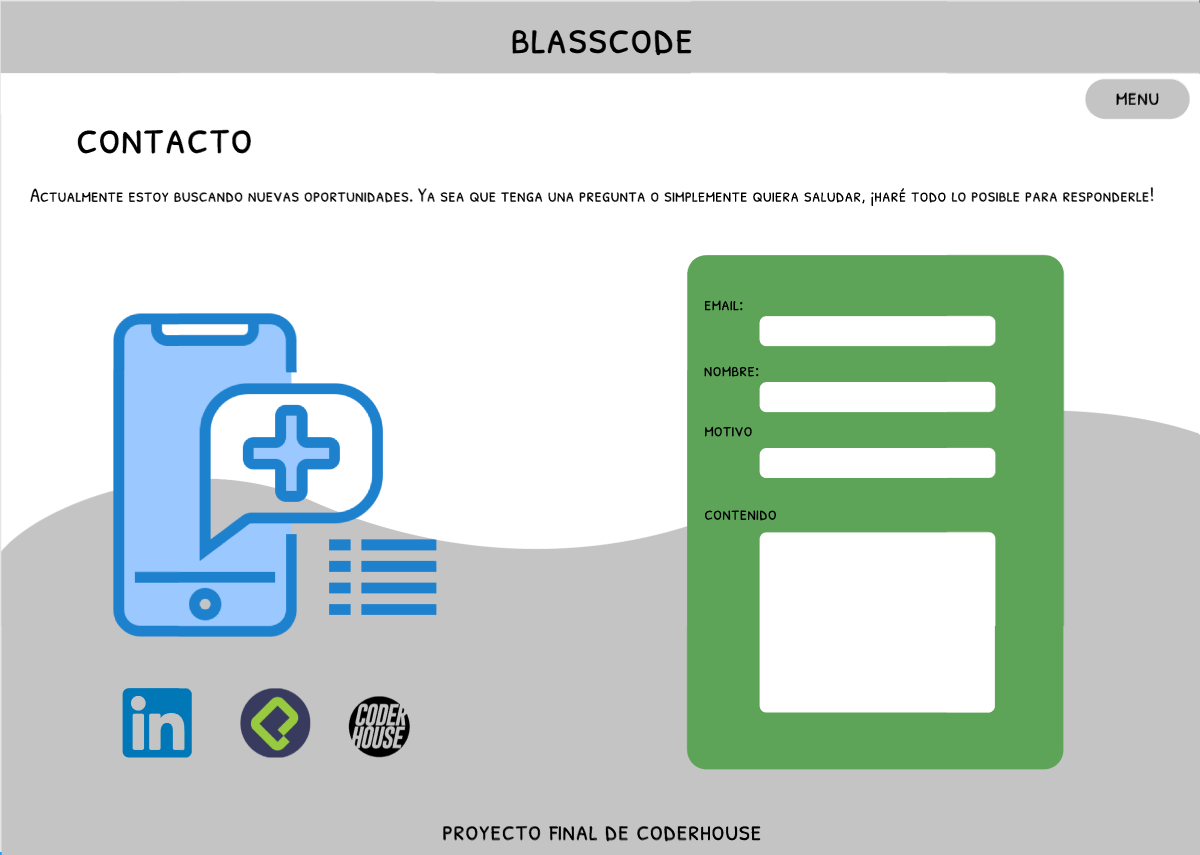 BLASSCODE
MENU
CONTACTO
Actualmente estoy buscando nuevas oportunidades. Ya sea que tenga una pregunta o simplemente quiera saludar, ¡haré todo lo posible para responderle!
EMAIL:
NOMBRE:
MOTIVO
CONTENIDO
in
CODER
HOUSE
PROYECTO FINAL DE CODERHOUSE